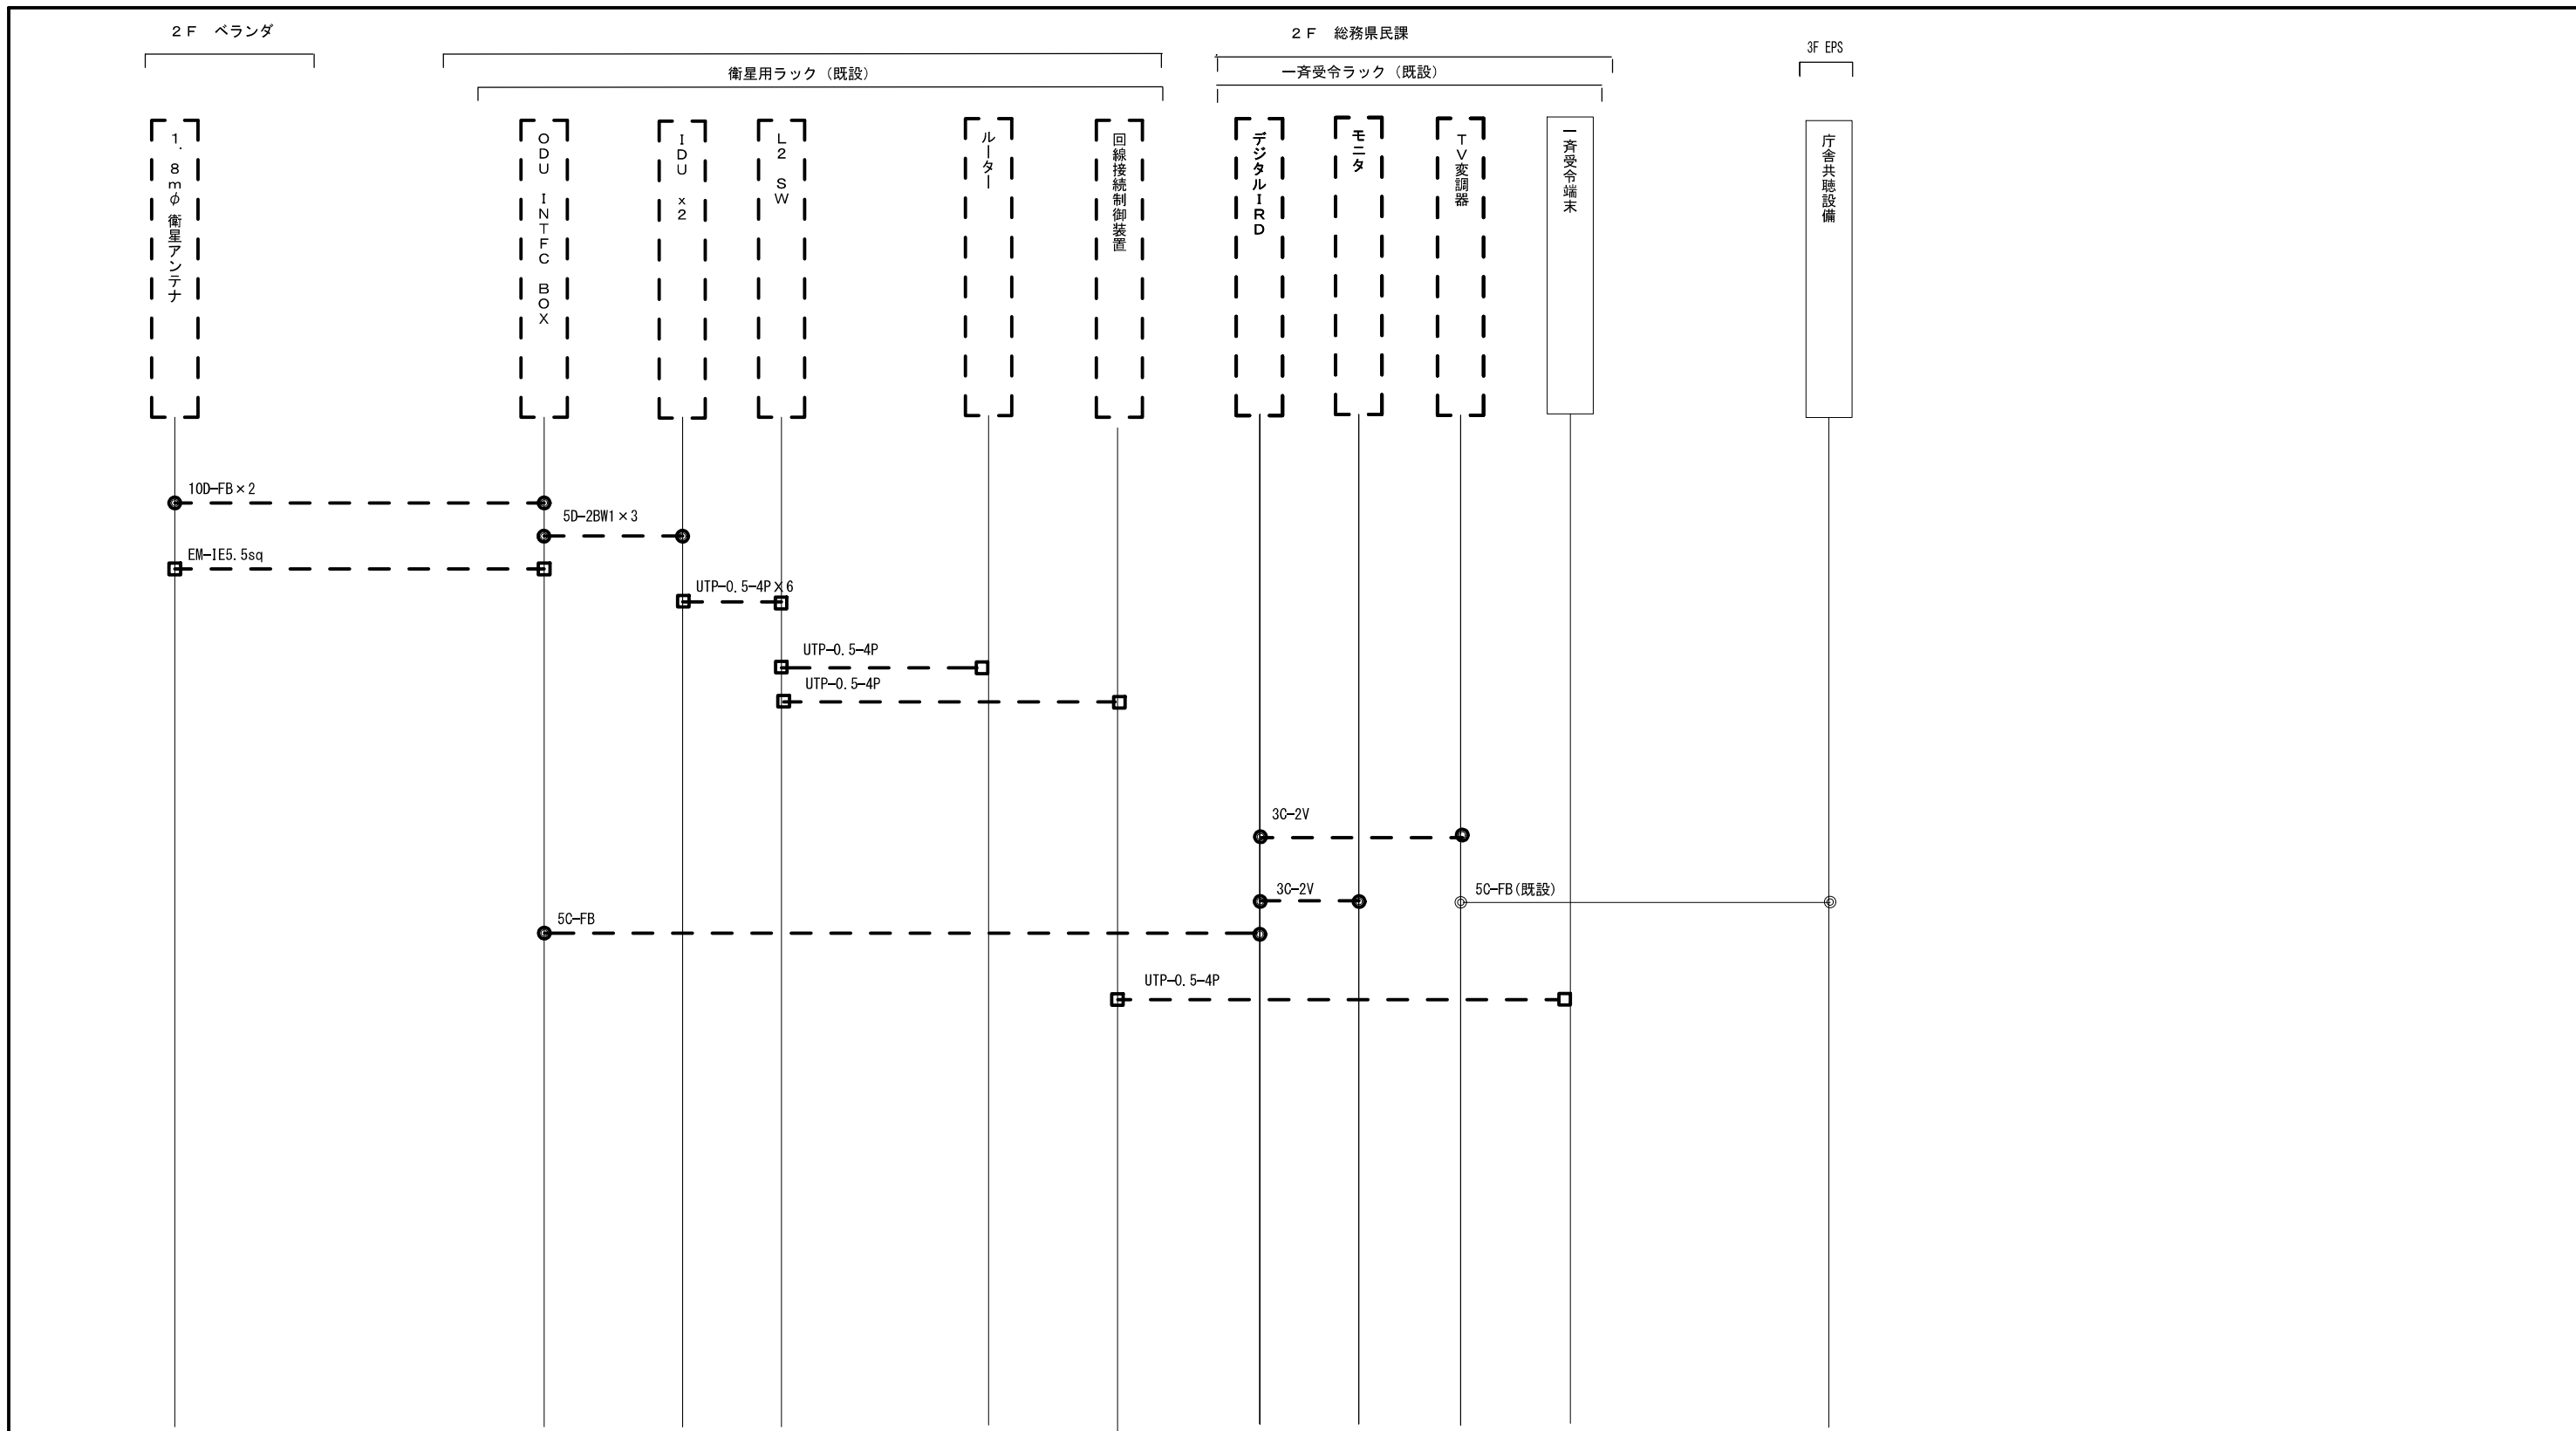 ２Ｆ　ベランダ
２Ｆ　総務県民課
3F EPS
衛星用ラック（既設）
一斉受令ラック（既設）
１．８ｍφ衛星アンテナ
ＯＤＵ　ＩＮＴＦＣ　ＢＯＸ
ＩＤＵ　ｘ２
Ｌ２　ＳＷ
ルーター
回線接続制御装置
デジタルＩＲＤ
モニタ
ＴＶ変調器
一斉受令端末
庁舎共聴設備
10D-FB×2
5D-2BW1×3
EM-IE5.5sq
UTP-0.5-4P×6
UTP-0.5-4P
UTP-0.5-4P
3C-2V
3C-2V
5C-FB(既設)
5C-FB
UTP-0.5-4P